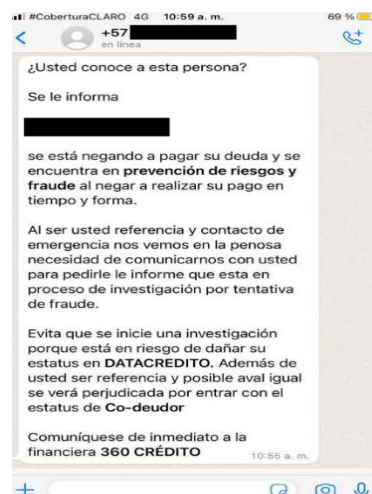 #CoberturaCLARO 4G 10:59 a. m. 69 %
+57
en línea
¿Usted conoce a esta persona?
Se le informa
se está negando a pagar su deuda y se
encuentra en prevención de riesgos y
fraude al negar a realizar su pago en
tiempo y forma.
Al ser usted referencia y contacto de
emergencia nos vemos en la penosa
necesidad de comunicarnos con usted
para pedirle le informe que esta en
proceso de investigación por tentativa
de fraude.
Evita que se inicie una investigación
porque está en riesgo de dañar su
estatus en DATACREDITO. Además de
usted ser referencia y posible aval igual
se verá perjudicada por entrar con el
estatus de Co-deudor
Comuníquese de inmediato a la
financiera 360 CRÉDITO 10:55 a. m.